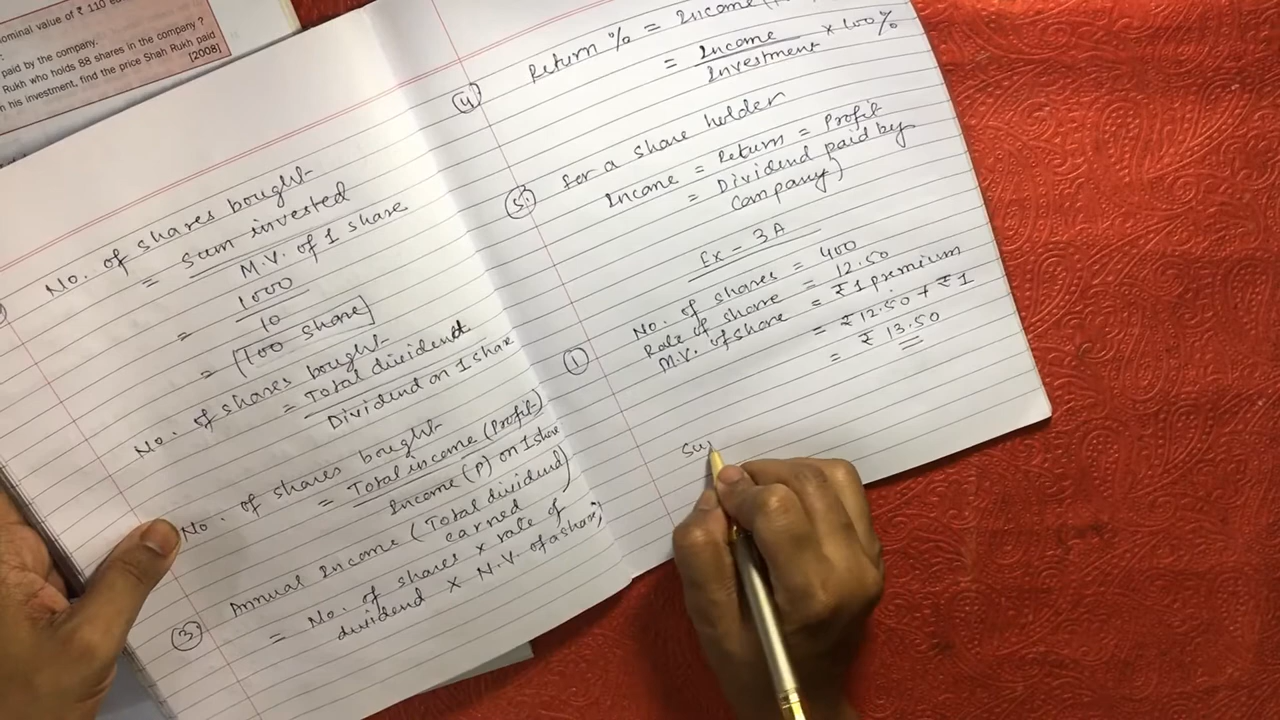 ominal value of ₹ 110
paid by the company.
Rukh who holds 88 shares in the company ?
his investment, find the price Shah Rukh paid
[2008]
No. of shares bought
= Sum invested
M.V. of 1 share
= 1000
10
= [100 share]
No. of shares bought
= Total dividend
Dividend on 1 share
No. of shares bought
= Total income (Profit)
Income (P) on 1 share
(3.) Annual Income (Total dividend)
earned
= No. of shares × rate of
dividend × N.V. of a share
(4) Return % = Income
= Income × 100%
Investment
(5.) For a share holder
Income = Return = Profit
= Dividend paid by
Company)
Ex - 3A
(1) No. of shares = 400
Rate of share = 12.50
M.V. of share = ₹1 premium
= ₹12.50 + ₹1
= ₹ 13.50
Su